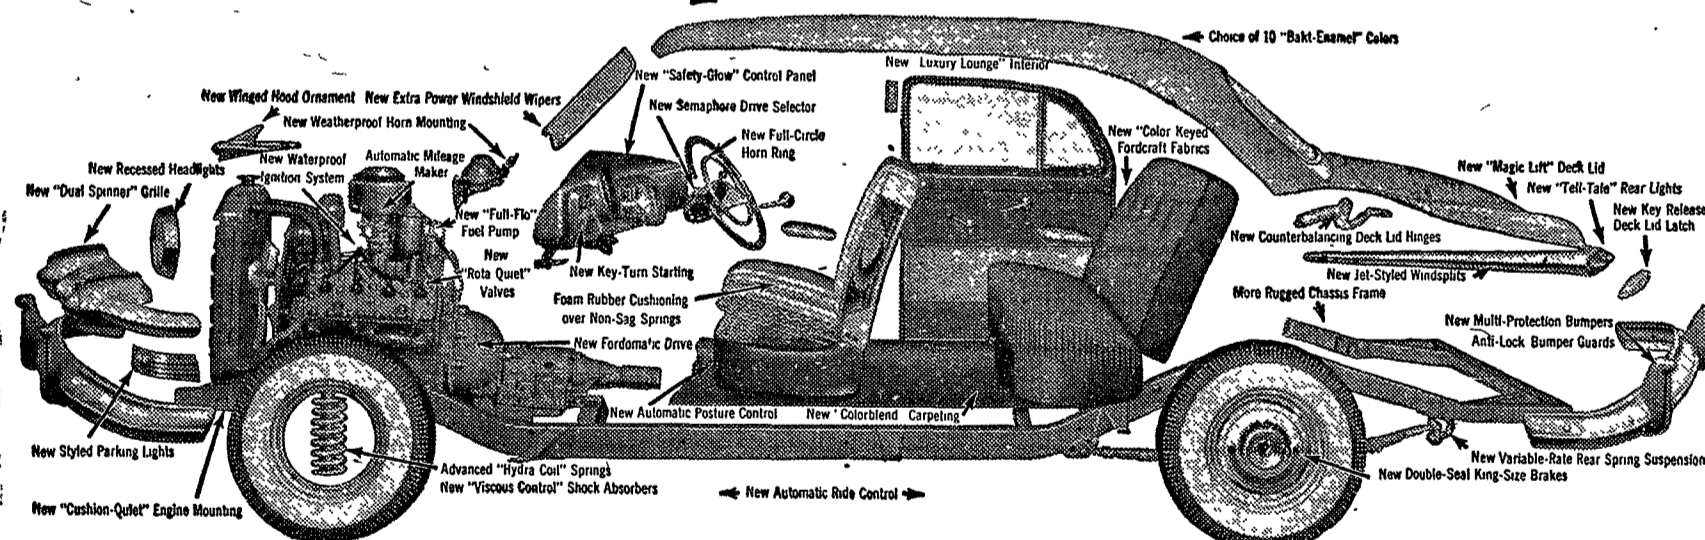 Choice of 10 "Bakt-Enamel" Colors
New Luxury Lounge" Interior
New "Safety-Glow" Control Panel
New Winged Hood Ornament
New Extra Power Windshield Wipers
New Semaphore Drive Selector
New Weatherproof Horn Mounting
New Full-Circle
Horn Ring
New "Color Keyed
Fordcraft Fabrics
New Recessed Headlights
New Waterproof
Ignition System
Automatic Mileage
Maker
New "Magic Lift" Deck Lid
New "Dual Spinner" Grille
New "Tell-Tale" Rear Lights
New "Full-Flo"
Fuel Pump
New Key Release
Deck Lid Latch
New Counterbalancing Deck Lid Hinges
New
"Rota Quiet"
Valves
New Key-Turn Starting
New Jet-Styled Windsplits
Foam Rubber Cushioning
over Non-Sag Springs
More Rugged Chassis Frame
New Multi-Protection Bumpers
Anti-Lock Bumper Guards
New Fordomatic Drive
New Automatic Posture Control
New 'Colorblend Carpeting
New Styled Parking Lights
Advanced "Hydra Coil" Springs
New "Viscous Control" Shock Absorbers
New Variable-Rate Rear Spring Suspension
New Double-Seal King-Size Brakes
New Automatic Ride Control
New "Cushion-Quiet" Engine Mounting